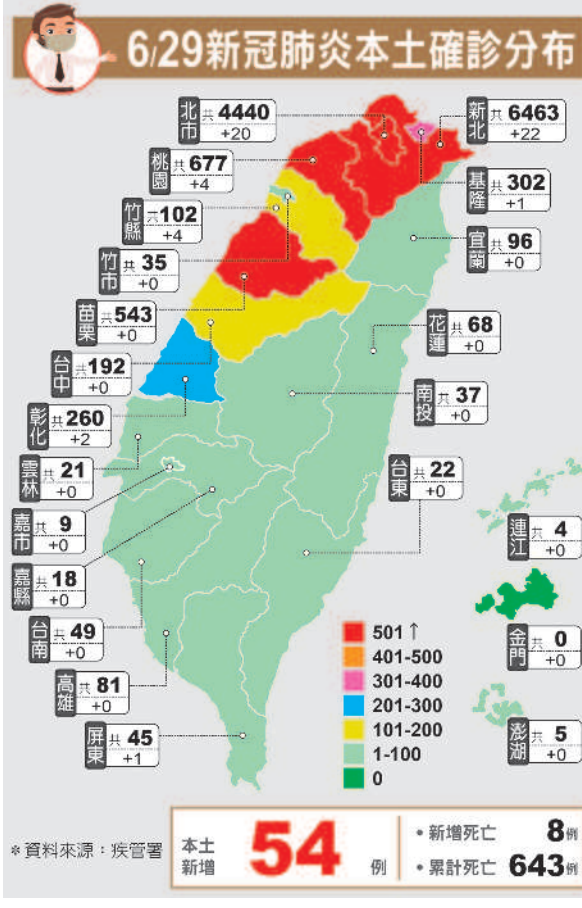 6/29新冠肺炎本土確診分布
北市 共4440 +20
新北 共6463 +22
桃園 共677 +4
基隆 共302 +1
竹縣 共102 +4
宜蘭 共96 +0
竹市 共35 +0
苗栗 共543 +0
花蓮 共68 +0
台中 共192 +0
南投 共37 +0
彰化 共260 +2
雲林 共21 +0
台東 共22 +0
嘉市 共9 +0
連江 共4 +0
嘉縣 共18 +0
台南 共49 +0
金門 共0 +0
高雄 共81 +0
屏東 共45 +1
澎湖 共5 +0
501↑
401-500
301-400
201-300
101-200
1-100
0
*資料來源：疾管署
本土新增 54 例
•新增死亡 8例
•累計死亡 643例